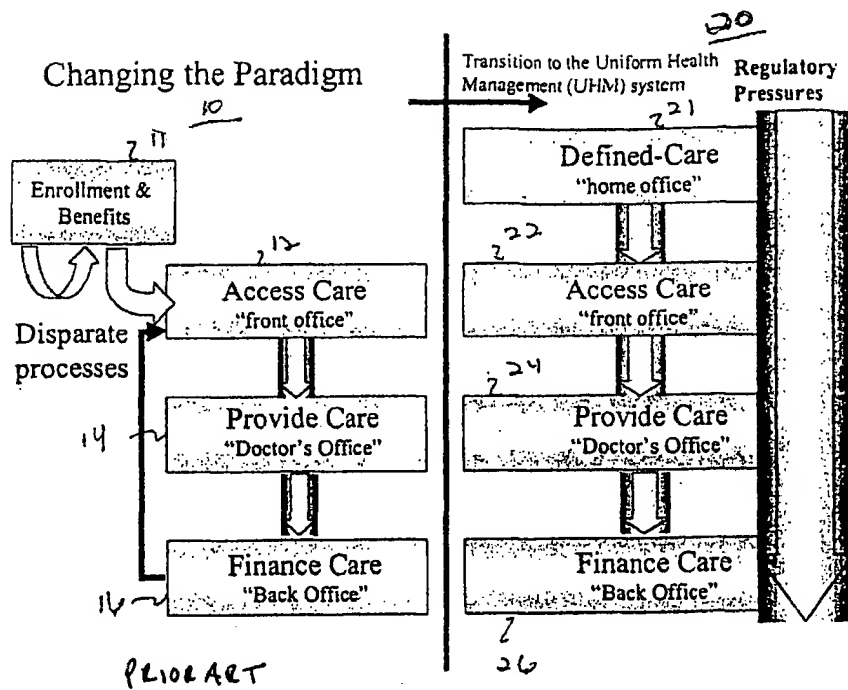 Changing the Paradigm
10
11
Enrollment &
Benefits
12
Access Care
"front office"
Disparate
processes
14
Provide Care
"Doctor's Office"
16
Finance Care
"Back Office"
PRIOR ART
20
Transition to the Uniform Health
Management (UHM) system
Regulatory
Pressures
21
Defined-Care
"home office"
22
Access Care
"front office"
24
Provide Care
"Doctor's Office"
Finance Care
"Back Office"
26